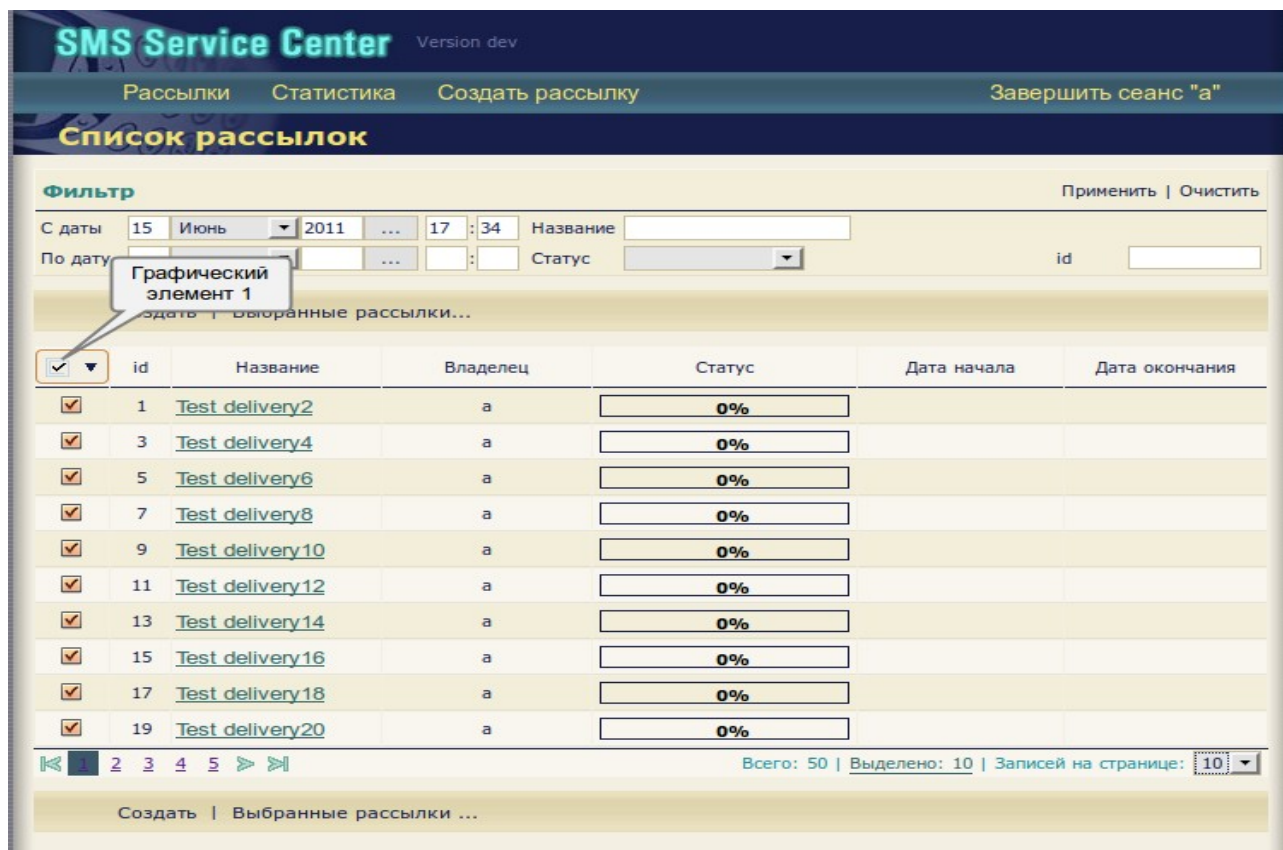 SMS Service Center Version dev
Рассылки Статистика Создать рассылку Завершить сеанс "a"
Список рассылок
Фильтр Применить | Очистить
С даты 15 Июнь 2011 ... 17 : 34 Название
По дату ... : Статус id
Графический
элемент 1
Выбранные рассылки...
id Название Владелец Статус Дата начала Дата окончания
1 Test delivery2 a 0%
3 Test delivery4 a 0%
5 Test delivery6 a 0%
7 Test delivery8 a 0%
9 Test delivery10 a 0%
11 Test delivery12 a 0%
13 Test delivery14 a 0%
15 Test delivery16 a 0%
17 Test delivery18 a 0%
19 Test delivery20 a 0%
1 2 3 4 5 Всего: 50 | Выделено: 10 | Записей на странице: 10
Создать | Выбранные рассылки ...